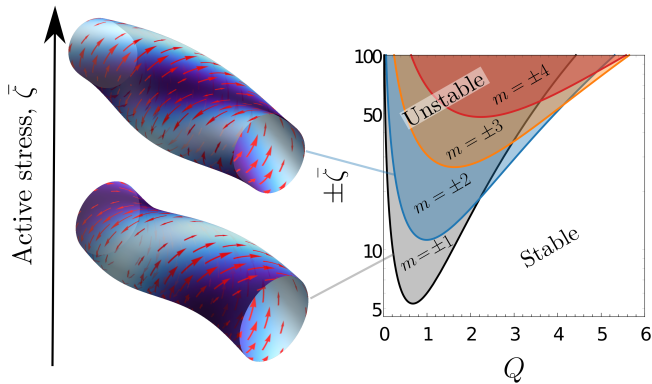 Active stress, ζ̄
100
50
10
5
∓ζ̄
Unstable
m = ±4
m = ±3
m = ±2
m = ±1
Stable
0
1
2
3
4
5
6
Q